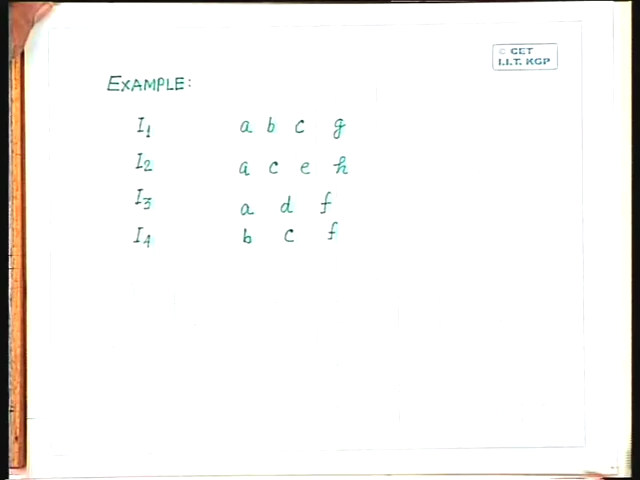 © CET
I.I.T. KGP
EXAMPLE:
I1 a b c g
I2 a c e h
I3 a d f
I4 b c f